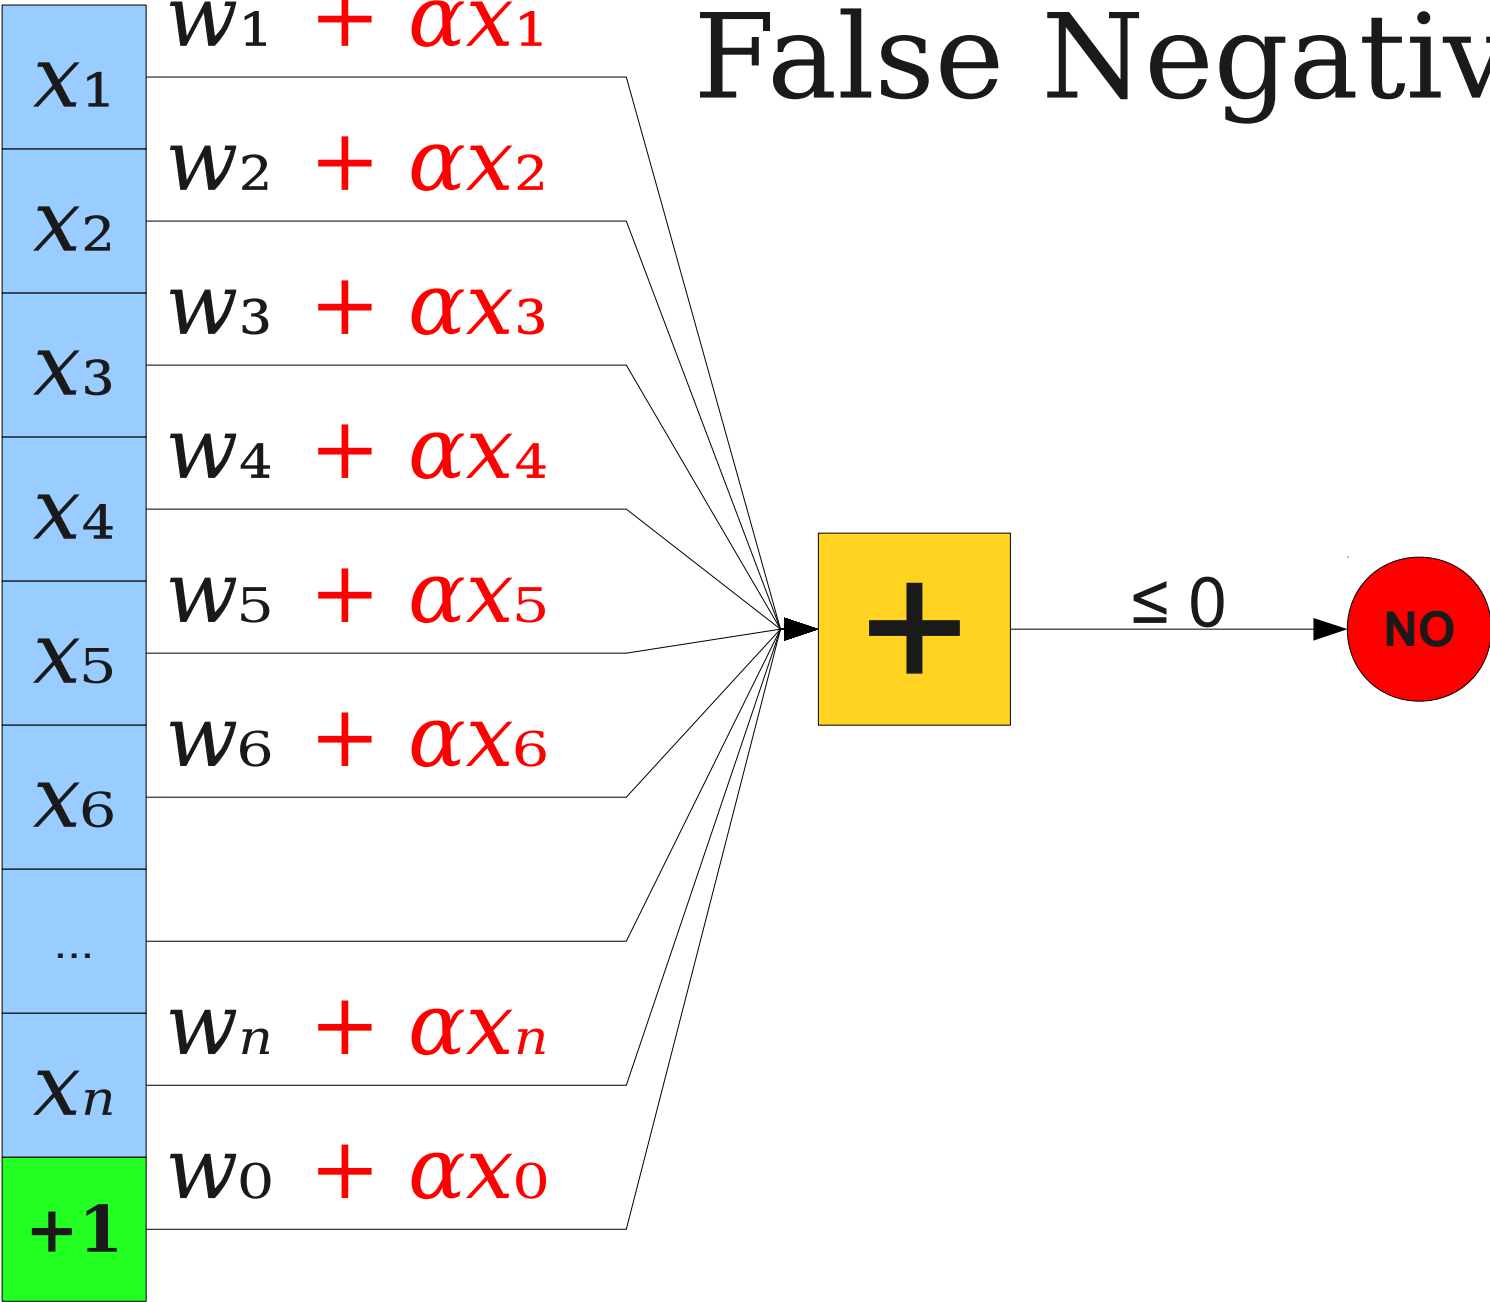 w₁ + αx₁
False Negativ
x₁
w₂ + αx₂
x₂
w₃ + αx₃
x₃
w₄ + αx₄
x₄
w₅ + αx₅
x₅
w₆ + αx₆
x₆
...
wₙ + αxₙ
xₙ
w₀ + αx₀
+1
+
≤ 0
NO